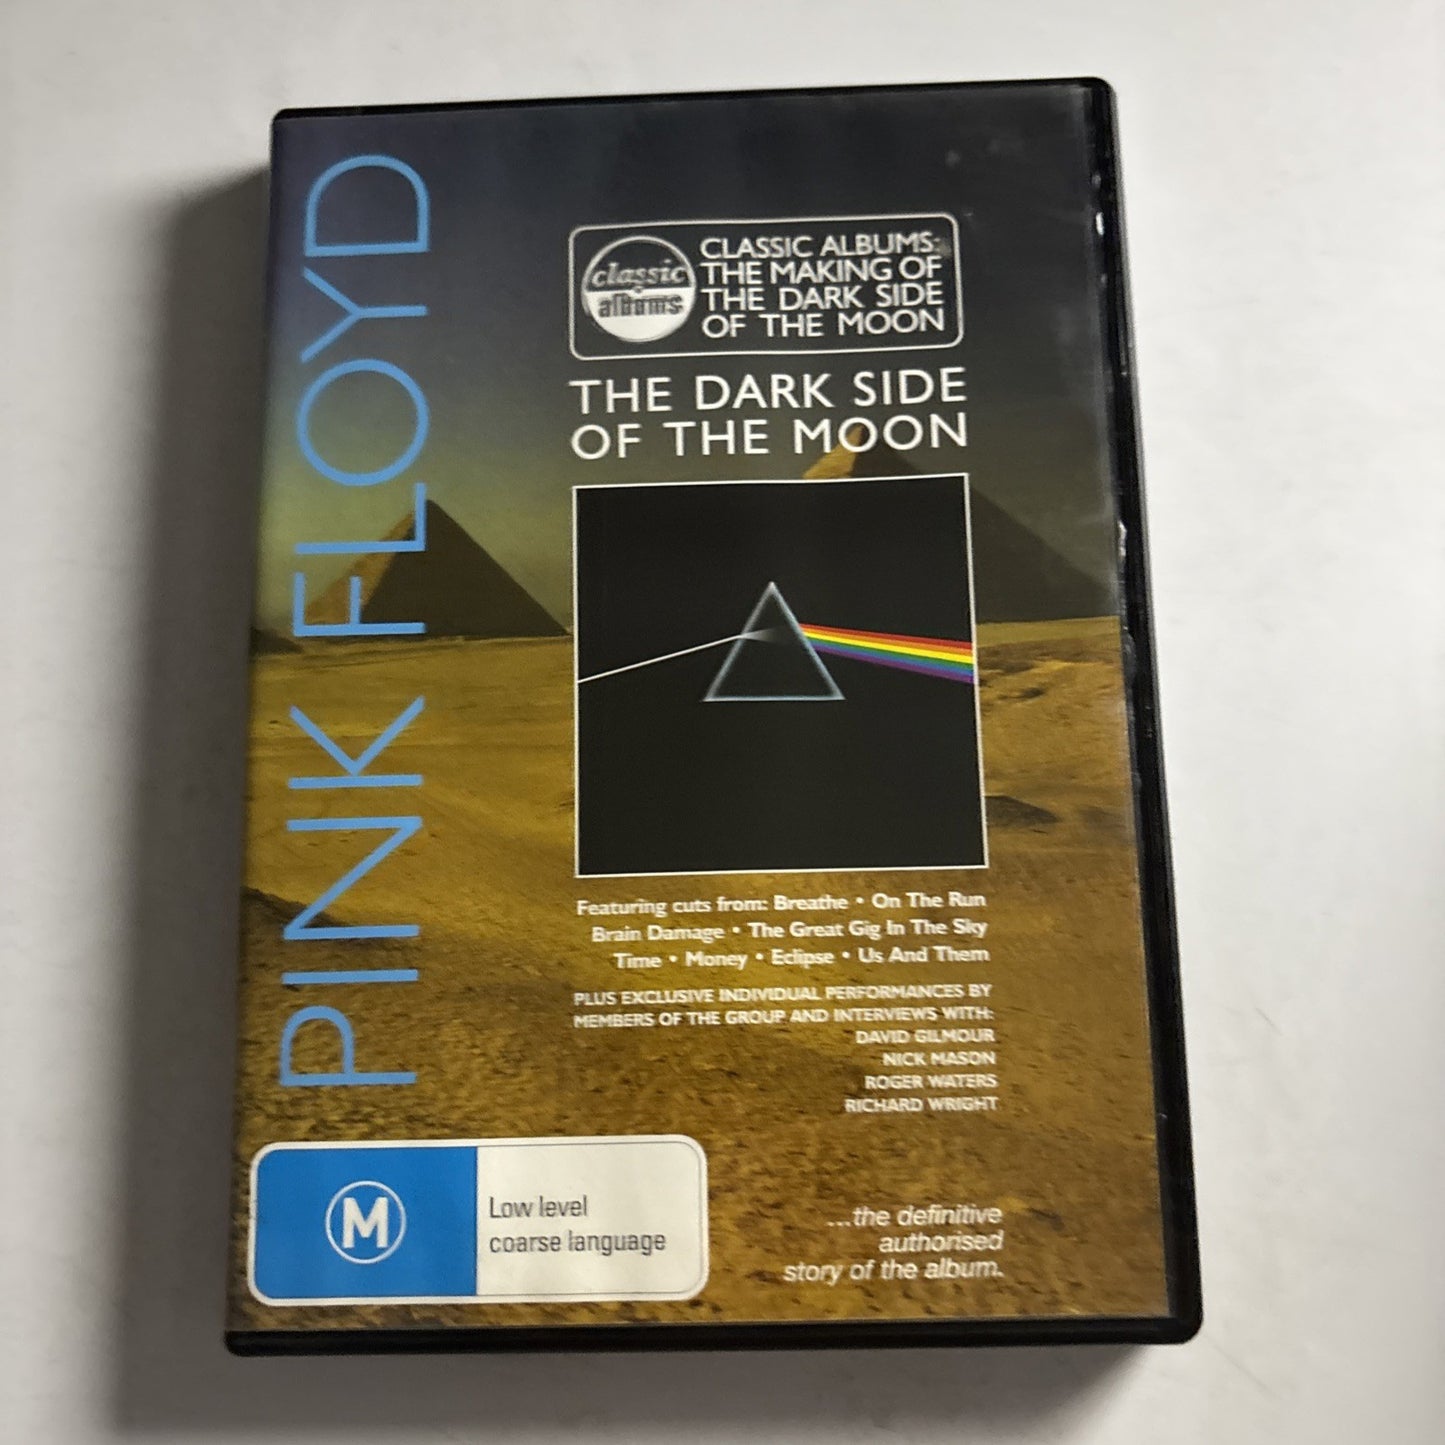 PINK FLOYD
classic
albums
CLASSIC ALBUMS:
THE MAKING OF
THE DARK SIDE
OF THE MOON
THE DARK SIDE
OF THE MOON
Featuring cuts from: Breathe • On The Run
Brain Damage • The Great Gig In The Sky
Time • Money • Eclipse • Us And Them
PLUS EXCLUSIVE INDIVIDUAL PERFORMANCES BY
MEMBERS OF THE GROUP AND INTERVIEWS WITH:
DAVID GILMOUR
NICK MASON
ROGER WATERS
RICHARD WRIGHT
M
Low level
coarse language
...the definitive
authorised
story of the album.